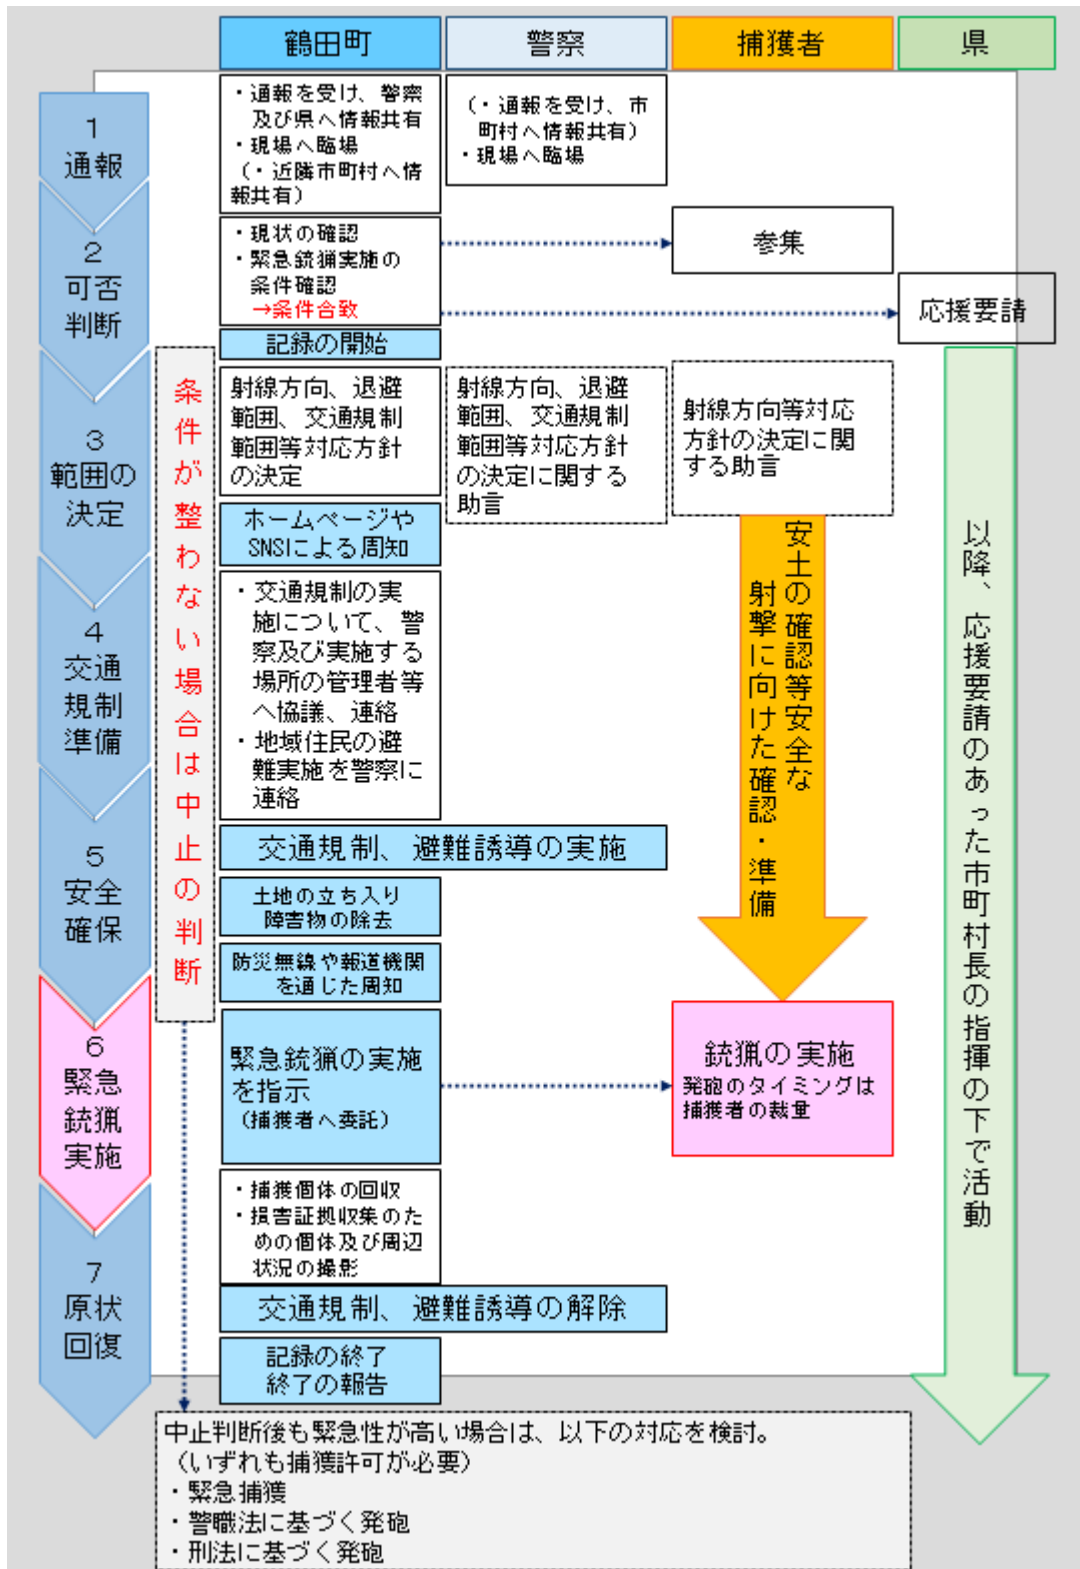 鶴田町
警察
捕獲者
県
1
通報
・通報を受け、警察
及び県へ情報共有
・現場へ臨場
(・近隣市町村へ情
報共有)
(・通報を受け、市
町村へ情報共有)
・現場へ臨場
2
可否
判断
・現状の確認
・緊急銃猟実施の
条件確認
→条件合致
参集
応援要請
記録の開始
条件が整わない場合は中止の判断
3
範囲の
決定
射線方向、退避
範囲、交通規制
範囲等対応方針
の決定
射線方向、退避
範囲、交通規制
範囲等対応方針
の決定に関する
助言
射線方向等対応
方針の決定に関
する助言
ホームページや
SNSによる周知
安土の確認等安全な
射撃に向けた確認・準備
以降、応援要請のあった市町村長の指揮の下で活動
4
交通
規制
準備
・交通規制の実
施について、警
察及び実施する
場所の管理者等
へ協議、連絡
・地域住民の避
難実施を警察に
連絡
5
安全
確保
交通規制、避難誘導の実施
土地の立ち入り
障害物の除去
防災無線や報道機関
を通じた周知
6
緊急
銃猟
実施
緊急銃猟の実施
を指示
(捕獲者へ委託)
銃猟の実施
発砲のタイミングは
捕獲者の裁量
7
原状
回復
・捕獲個体の回収
・損害証拠収集のた
めの個体及び周辺
状況の撮影
交通規制、避難誘導の解除
記録の終了
終了の報告
中止判断後も緊急性が高い場合は、以下の対応を検討。
(いずれも捕獲許可が必要)
・緊急捕獲
・警職法に基づく発砲
・刑法に基づく発砲